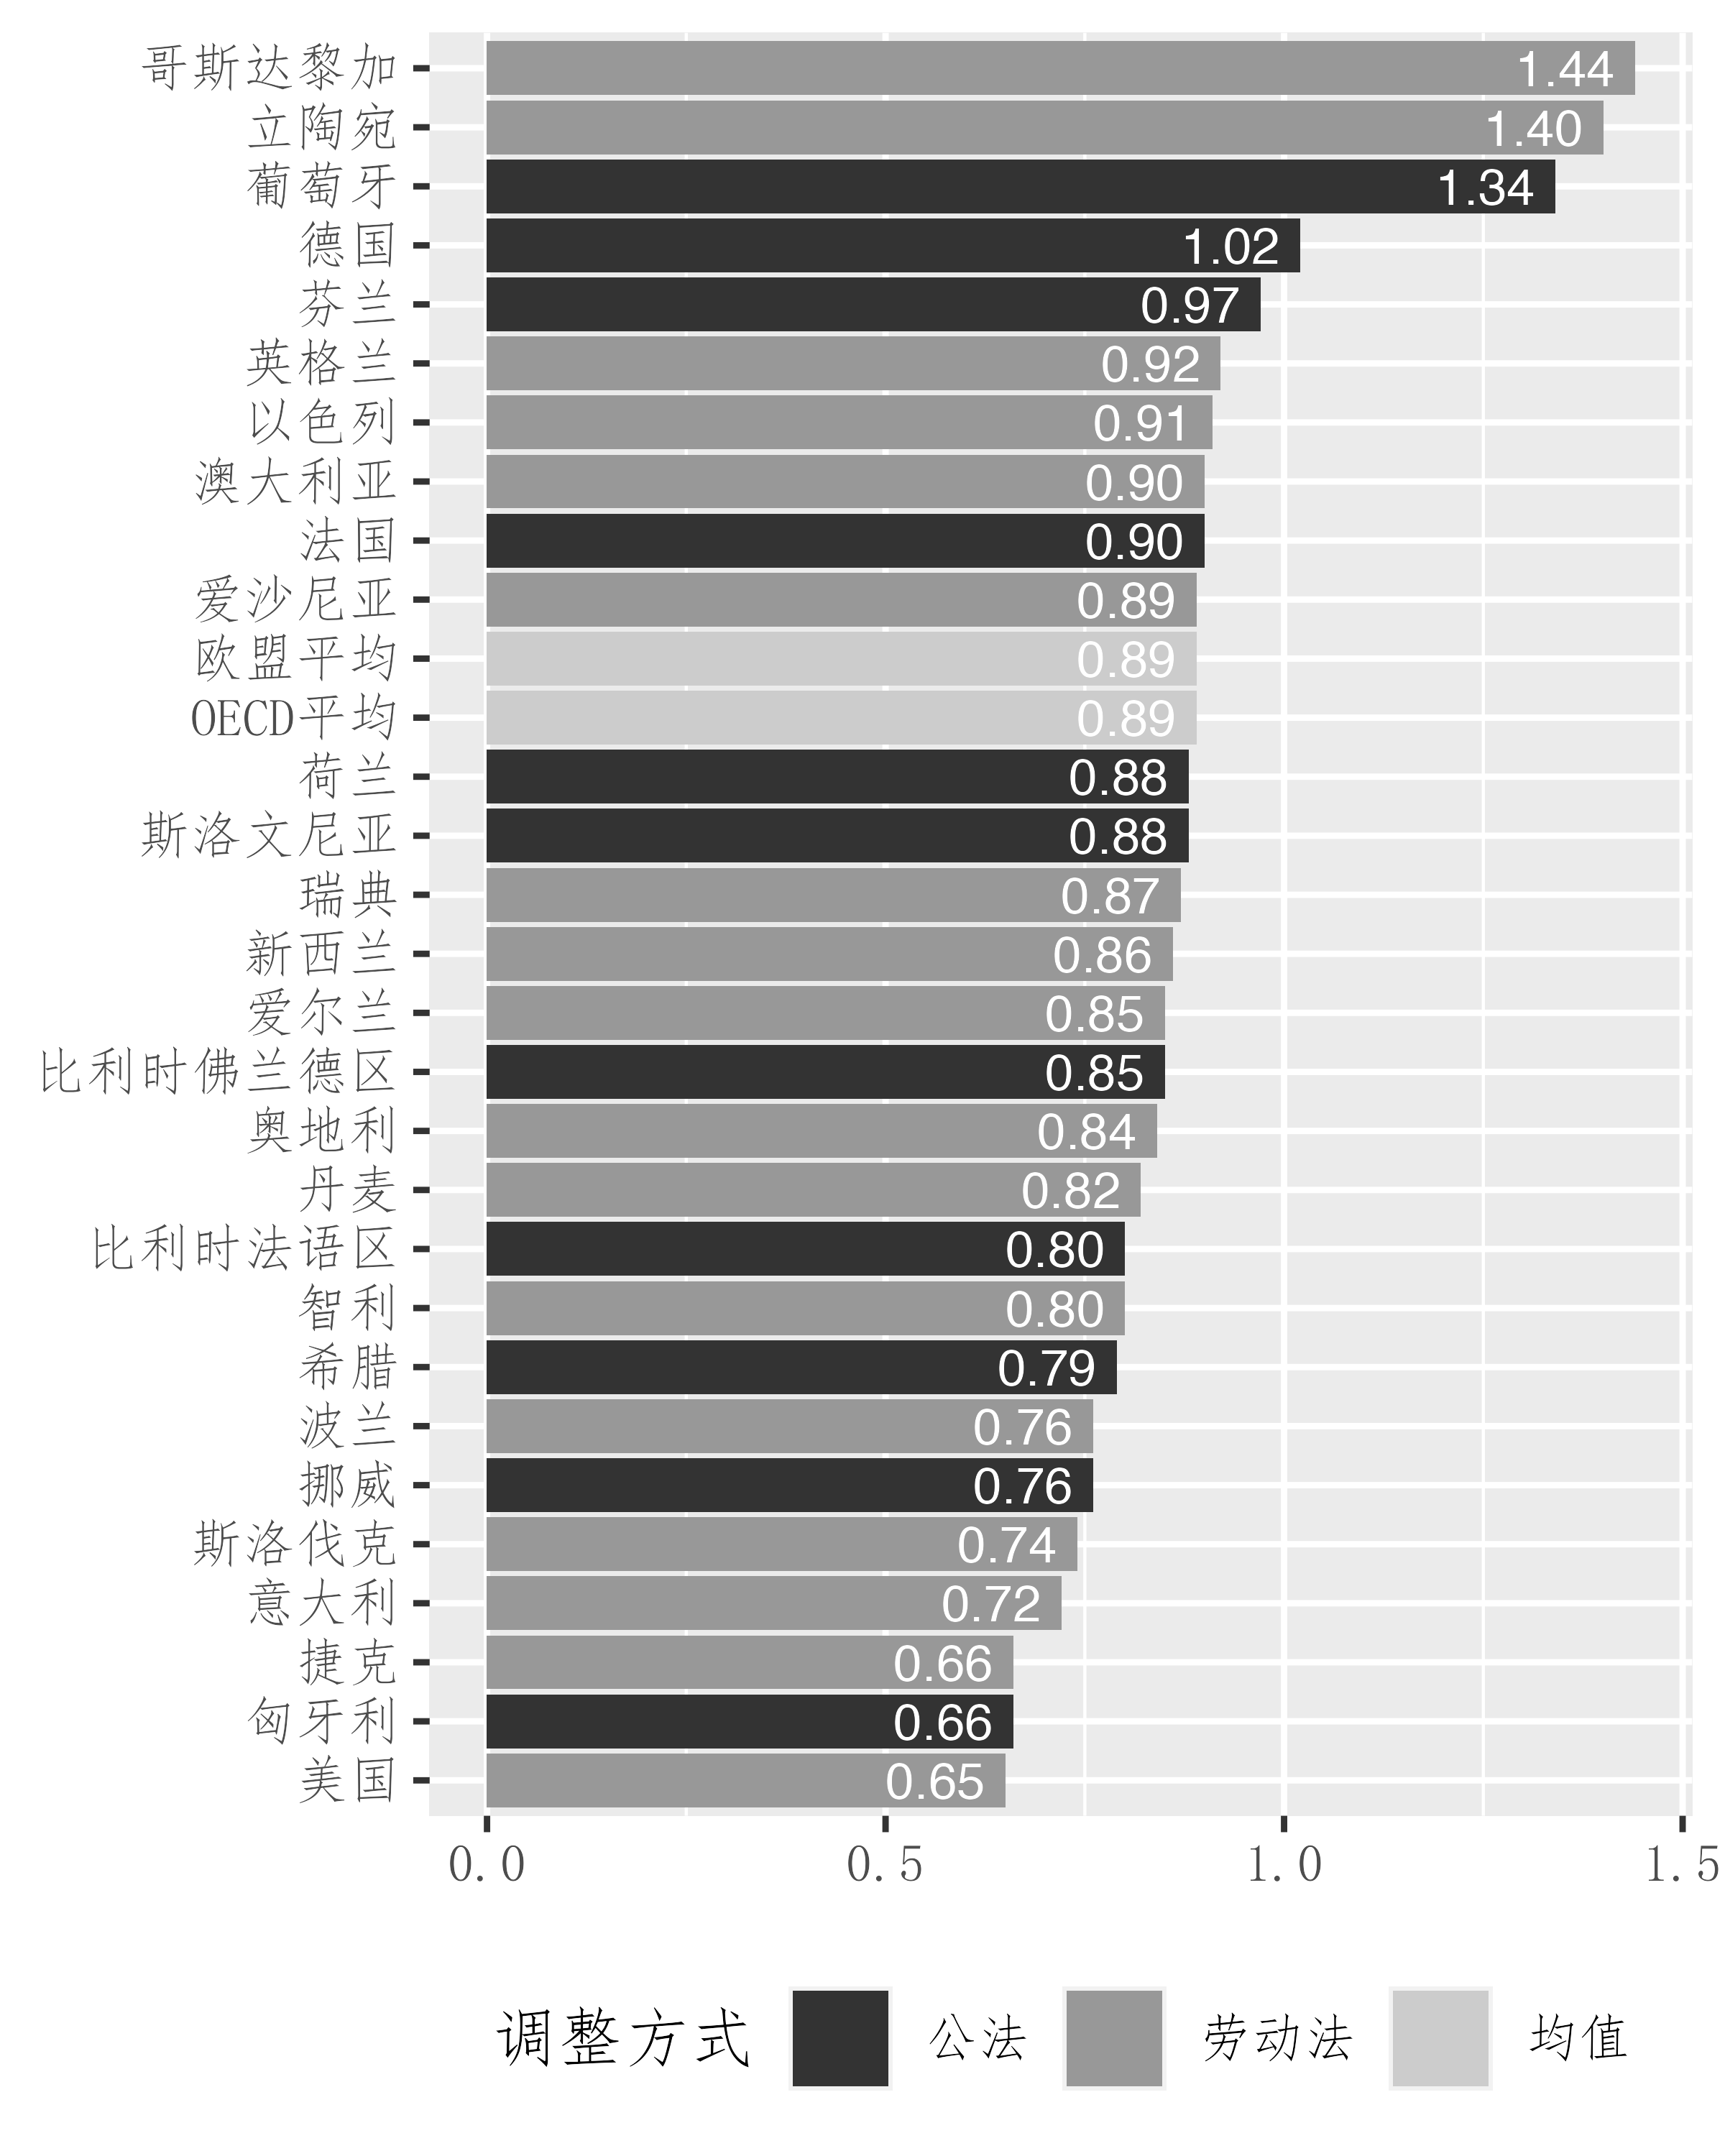 哥斯达黎加 1.44
立陶宛 1.40
葡萄牙 1.34
德国 1.02
芬兰 0.97
英格兰 0.92
以色列 0.91
澳大利亚 0.90
法国 0.90
爱沙尼亚 0.89
欧盟平均 0.89
OECD平均 0.89
荷兰 0.88
斯洛文尼亚 0.88
瑞典 0.87
新西兰 0.86
爱尔兰 0.85
比利时佛兰德区 0.85
奥地利 0.84
丹麦 0.82
比利时法语区 0.80
智利 0.80
希腊 0.79
波兰 0.76
挪威 0.76
斯洛伐克 0.74
意大利 0.72
捷克 0.66
匈牙利 0.66
美国 0.65
0.0 0.5 1.0 1.5
调整方式 公法 劳动法 均值